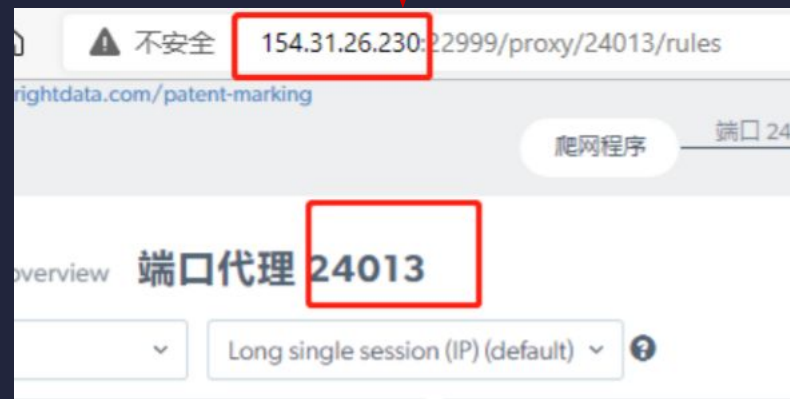 不安全 154.31.26.230:22999/proxy/24013/rules
rightdata.com/patent-marking
爬网程序 端口 24
overview 端口代理 24013
Long single session (IP) (default)